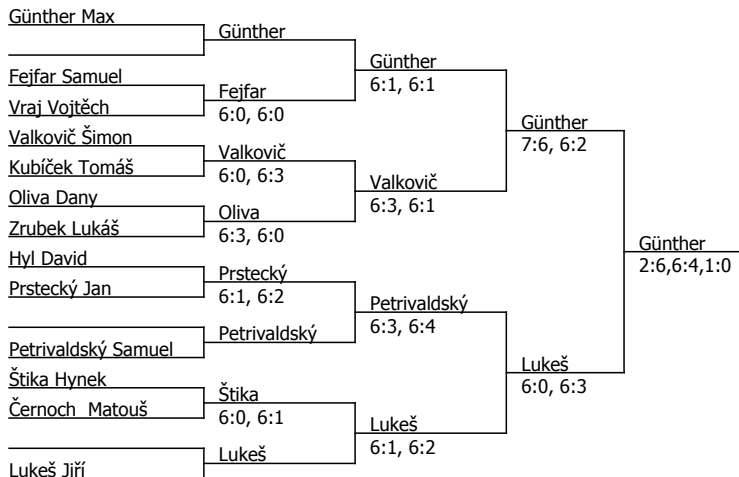 Günther Max
Günther
Günther
6:1, 6:1
Fejfar Samuel
Fejfar
6:0, 6:0
Vraj Vojtěch
Günther
7:6, 6:2
Valkovič Šimon
Valkovič
6:0, 6:3
Kubíček Tomáš
Valkovič
6:3, 6:1
Oliva Dany
Oliva
6:3, 6:0
Zrubek Lukáš
Günther
2:6,6:4,1:0
Hyl David
Prstecký
6:1, 6:2
Prstecký Jan
Petrivaldský
6:3, 6:4
Petrivaldský
Petrivaldský Samuel
Lukeš
6:0, 6:3
Štika Hynek
Štika
6:0, 6:1
Černoch  Matouš
Lukeš
6:1, 6:2
Lukeš
Lukeš Jiří